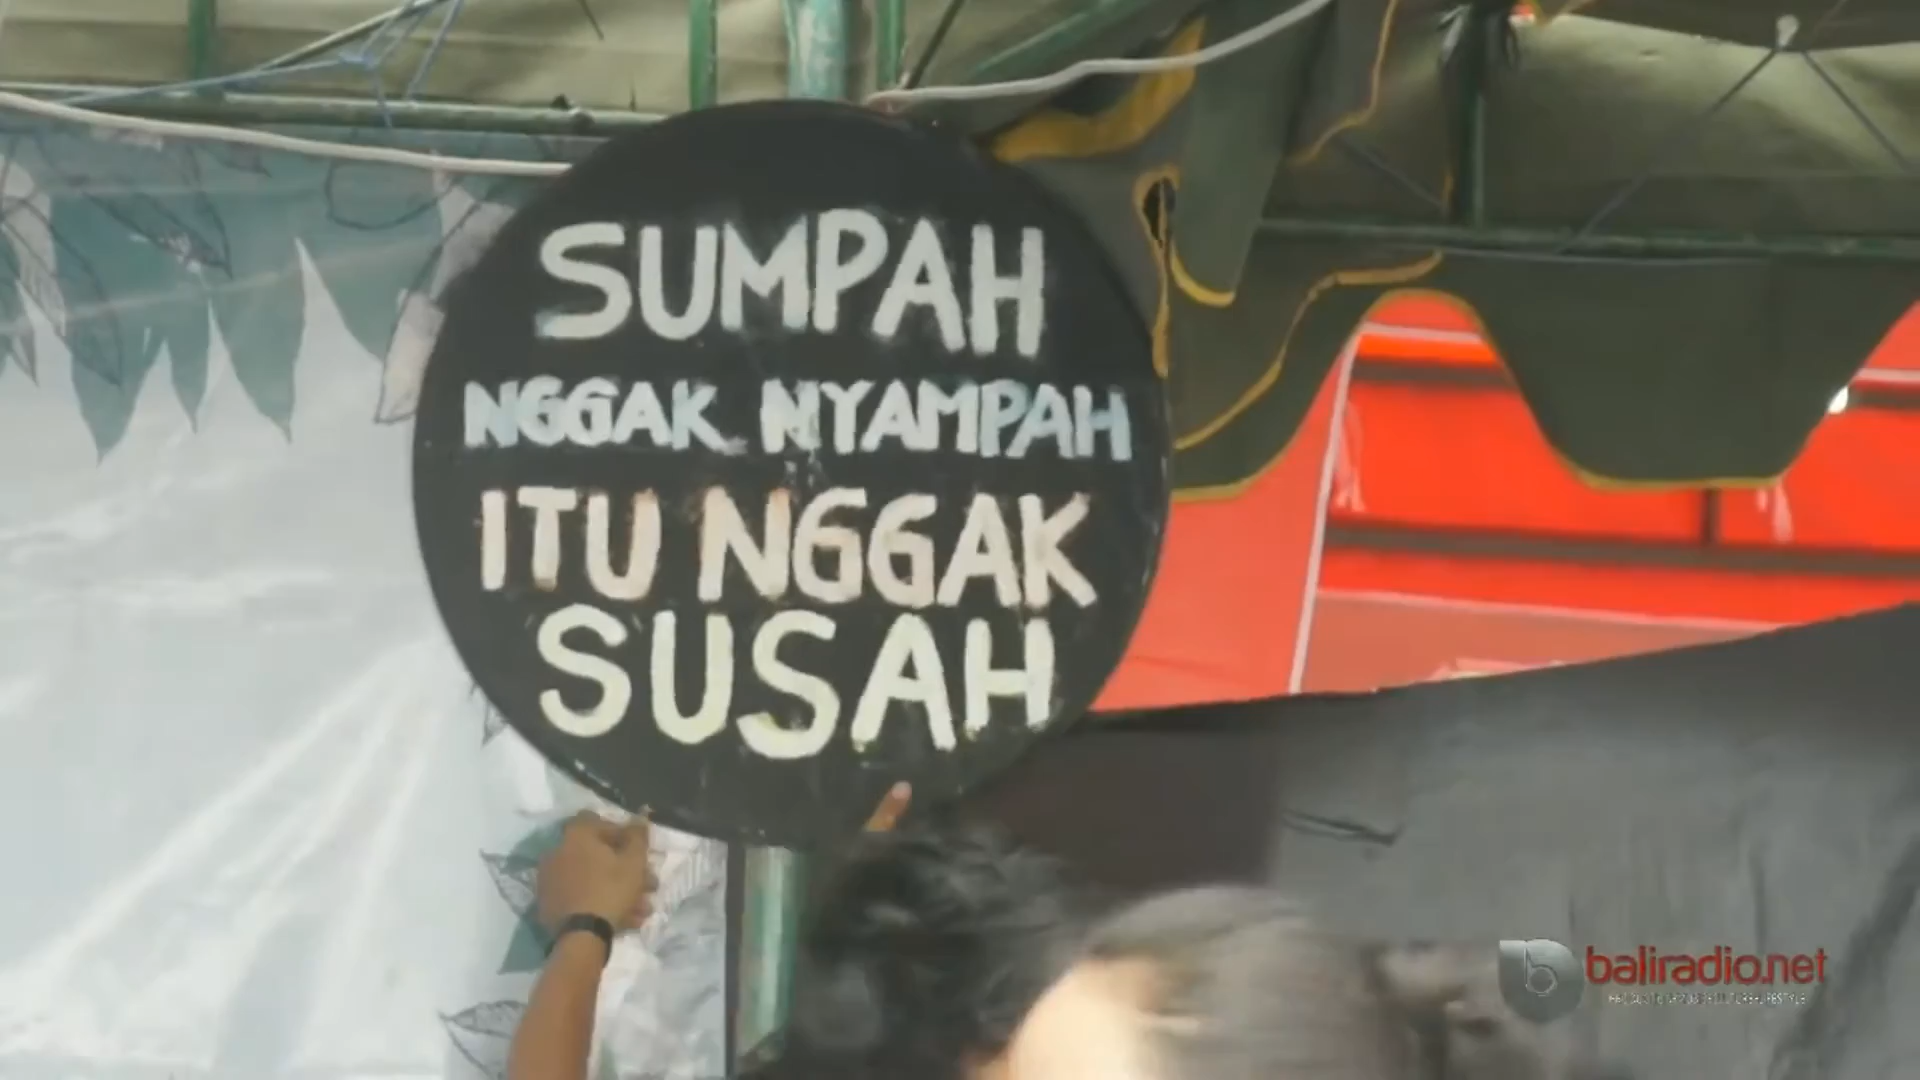 SUMPAH
NGGAK NYAMPAH
ITU NGGAK
SUSAH
baliradio.net